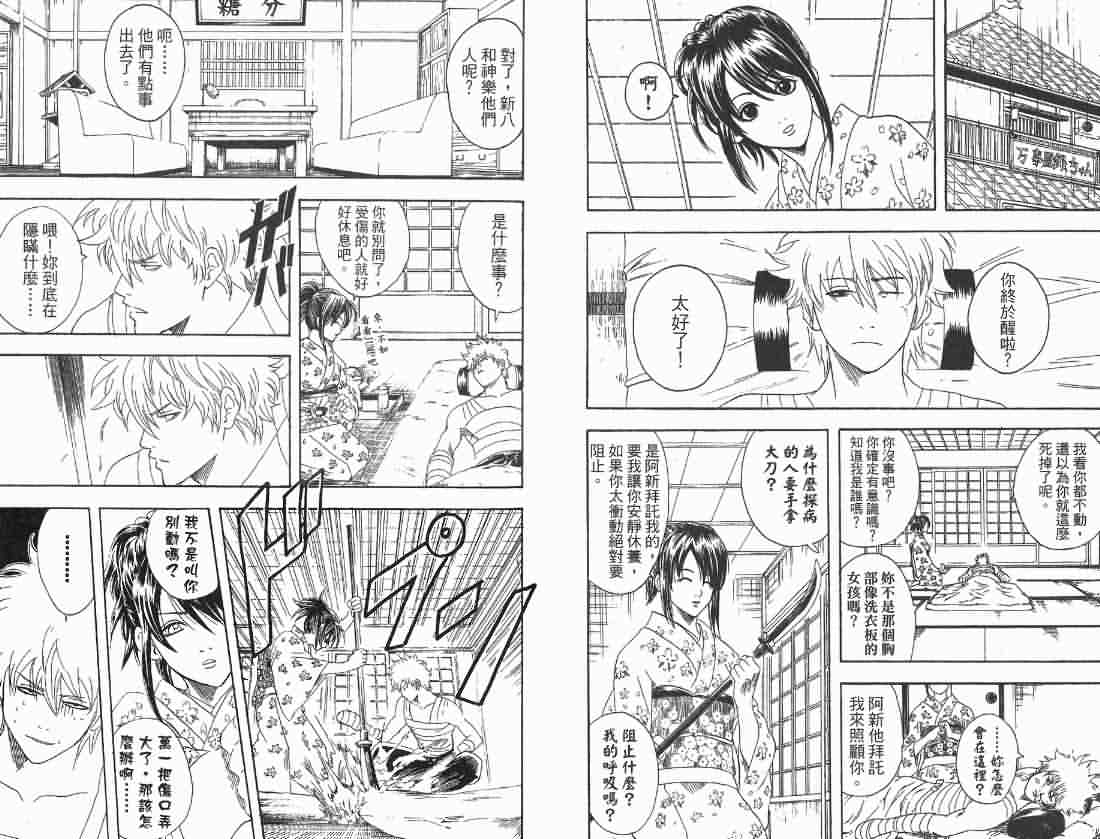 万事屋銀ちゃん
啊！
你終於醒啦？
太好了！
我看你都不動，
還以為你就這麼
死掉了呢。
你沒事吧？
你確定有意識嗎？
知道我是誰嗎？
妳不是那個胸
部像洗衣板的
女孩嗎？
……妳怎麼
會在這裡？
阿新他拜託
我來照顧你。
為什麼探病
的人要手拿
大刀？
是阿新拜託我的，
要我讓你安靜休養，
如果你太衝動絕對要
阻止。
阻止什麼？
我的呼吸嗎？
糖分
對了，新八
和神樂他們
人呢？
呃……
他們有點事
出去了。
是什麼事？
你就別問了，
受傷的人就好
好休息吧。
ガバ
喂！妳到底在
隱瞞什麼……
ドゴン
我不是叫你
別動嗎？
萬一把傷口弄
大了，那該怎
麼辦啊……
………